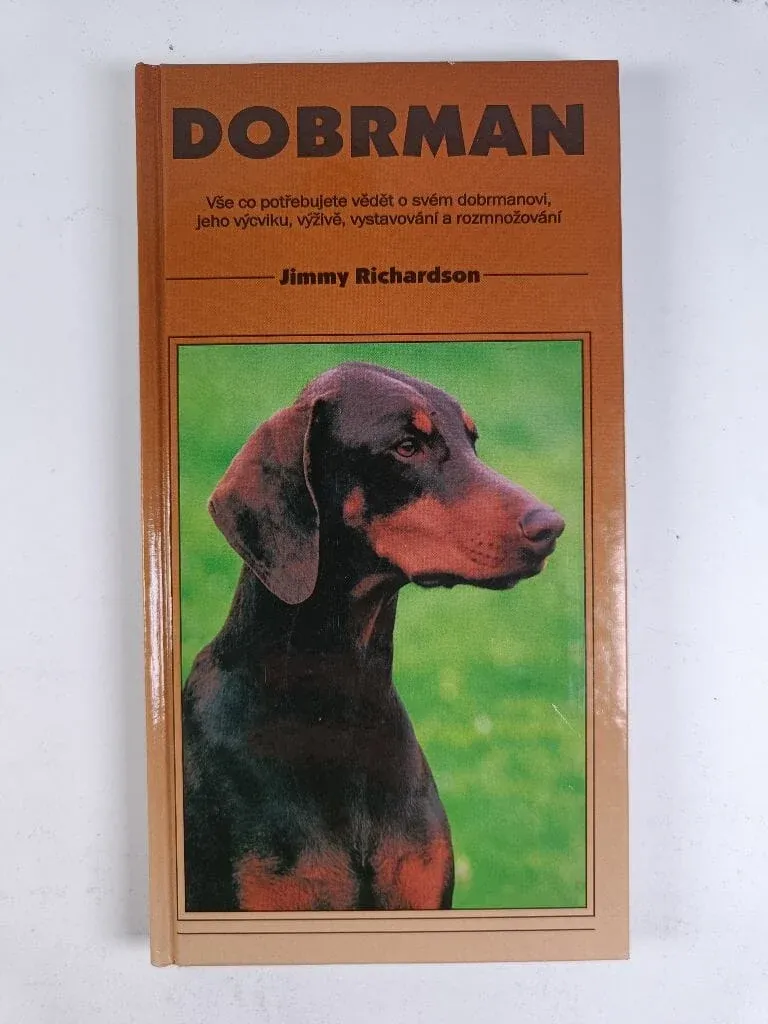 DOBRMAN
Vše co potřebujete vědět o svém dobrmanovi,
jeho výcviku, výživě, vystavování a rozmnožování
Jimmy Richardson